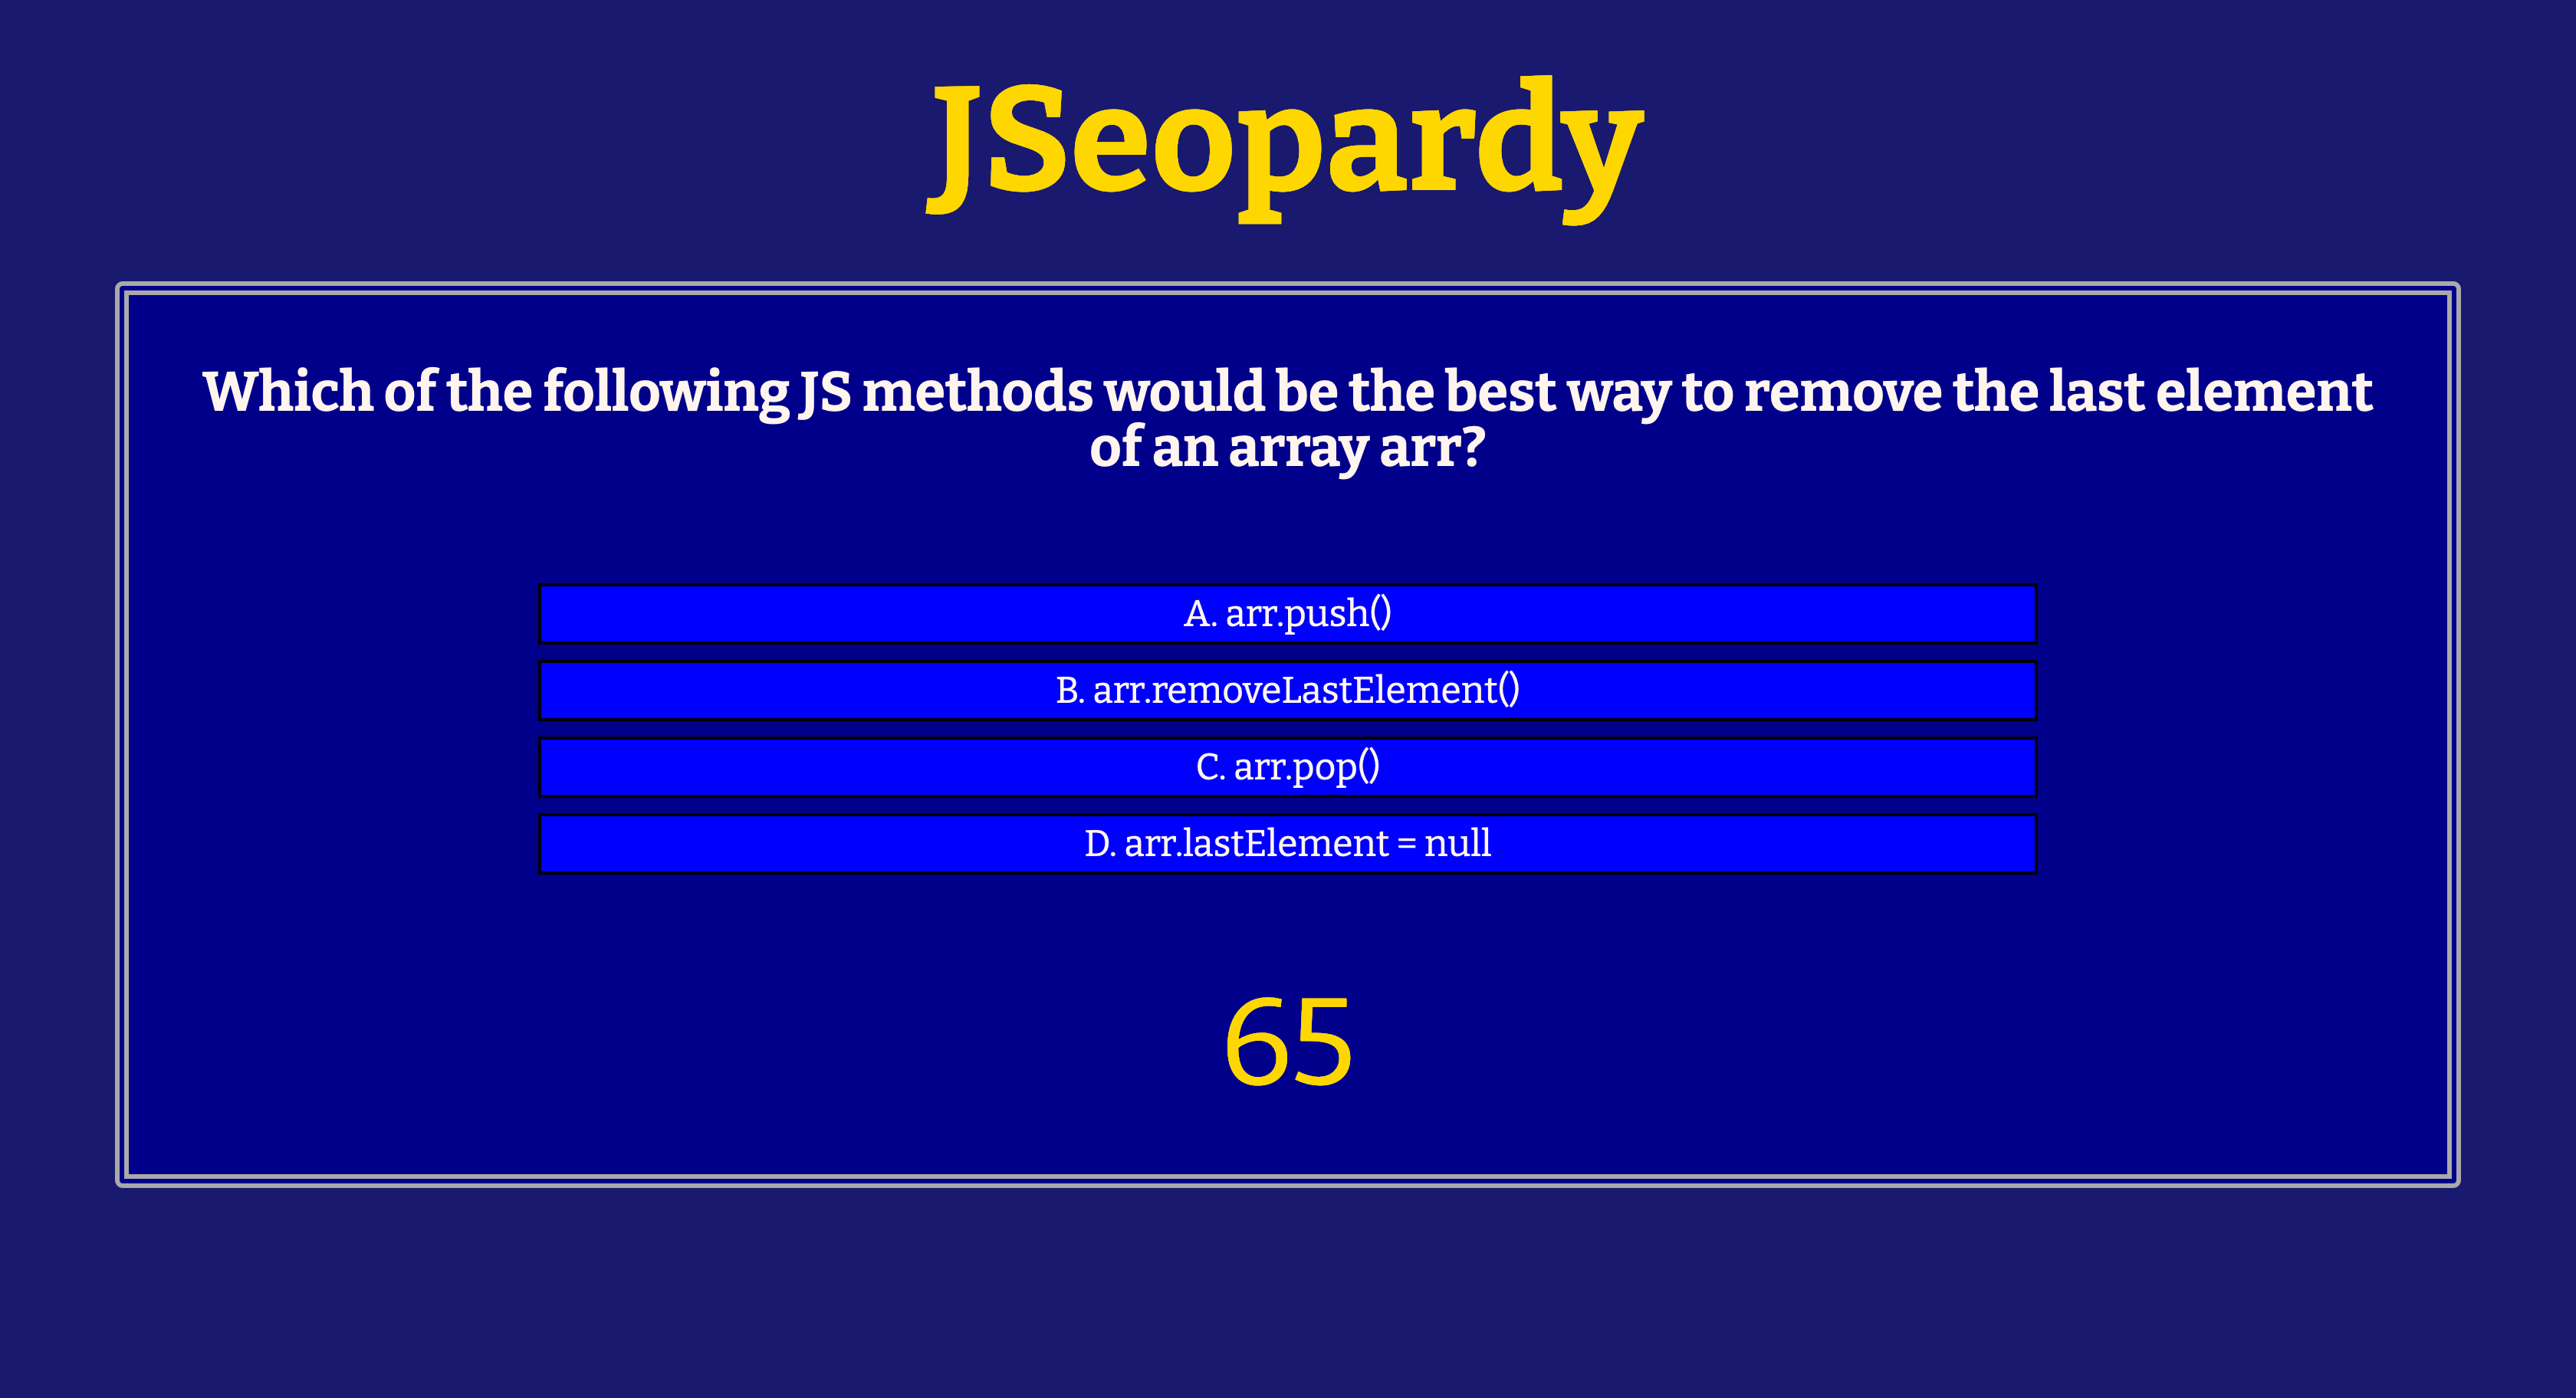 JSeopardy
Which of the following JS methods would be the best way to remove the last element
of an array arr?
A. arr.push()
B. arr.removeLastElement()
C. arr.pop()
D. arr.lastElement = null
65